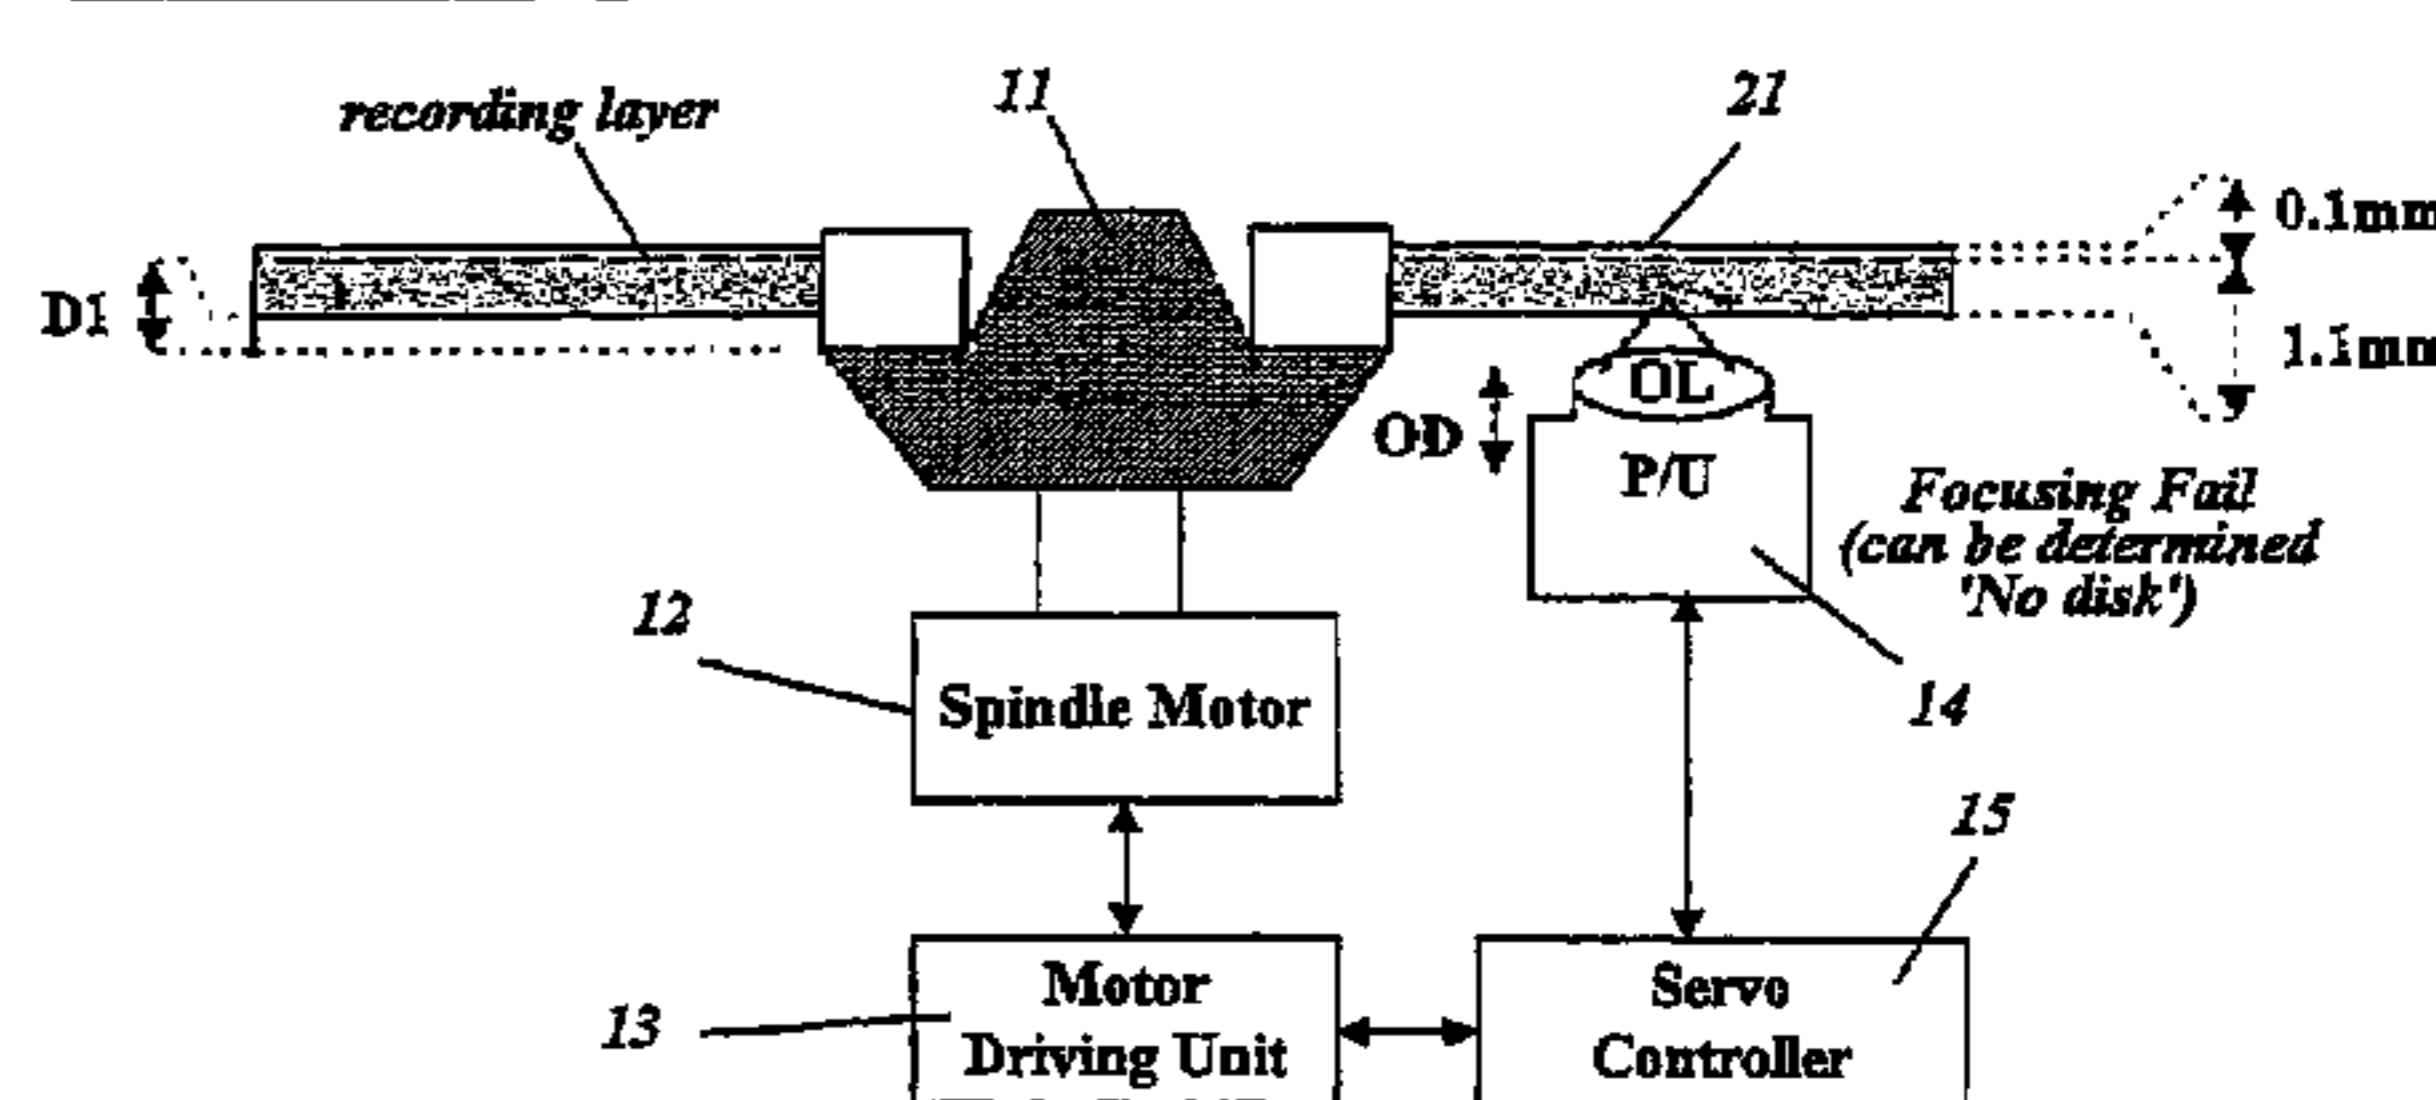 recording layer
11
21
0.1mm
D1
1.1mm
OL
OD
P/U
Focusing Fail
(can be determined
'No disk')
12
14
Spindle Motor
15
13
Motor
Driving Unit
Servo
Controller